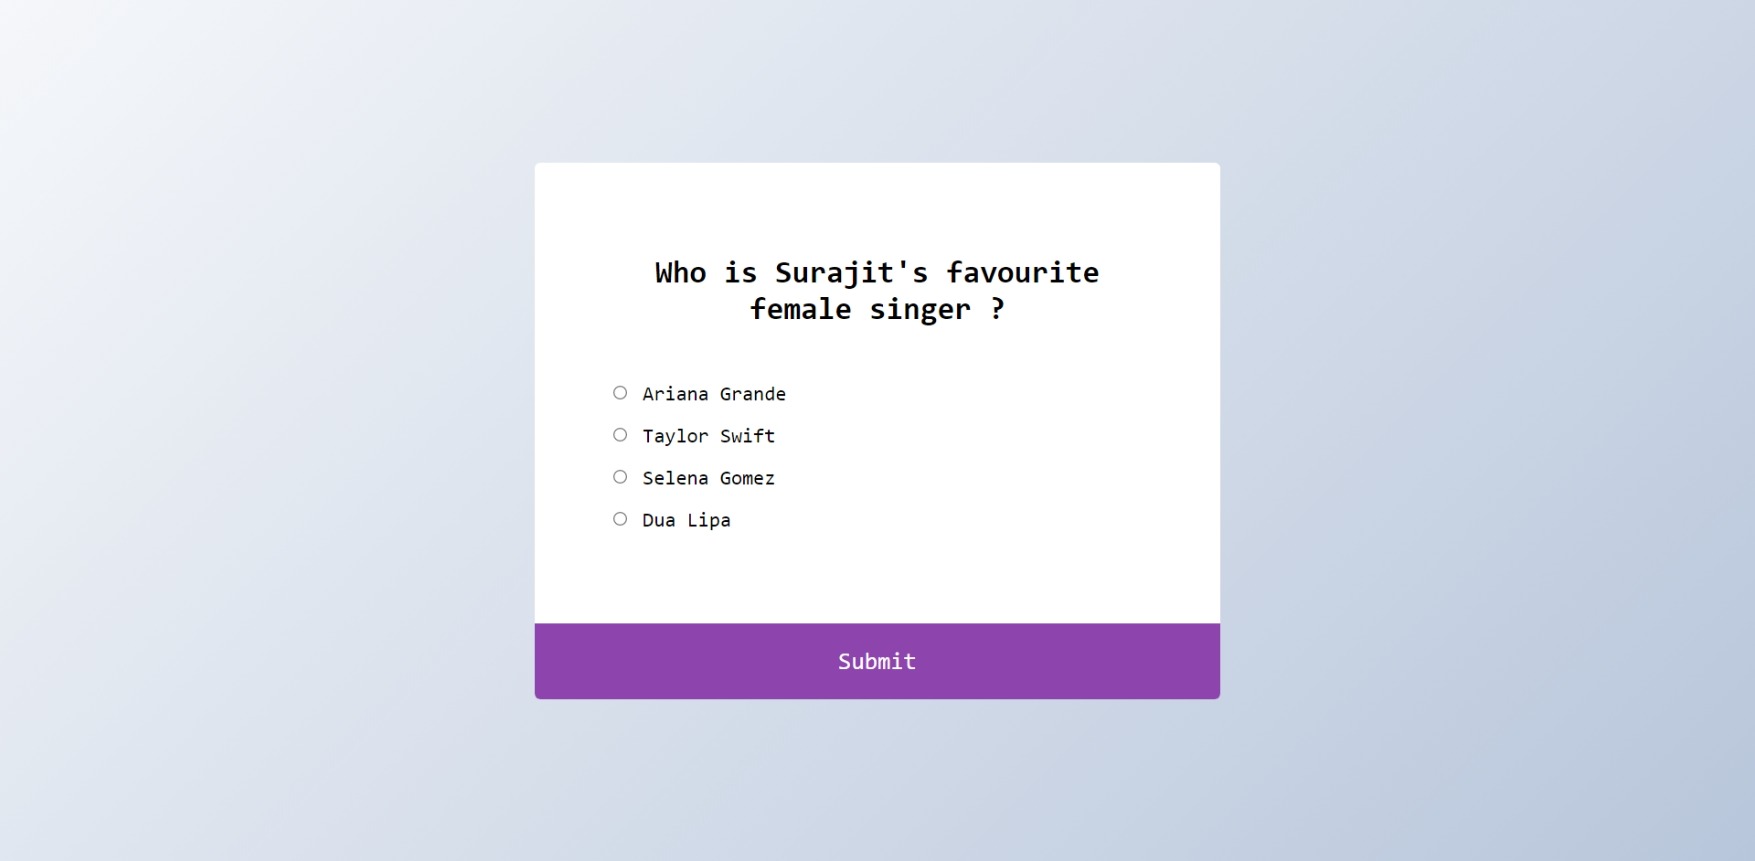 Who is Surajit's favourite
female singer ?
Ariana Grande
Taylor Swift
Selena Gomez
Dua Lipa
Submit